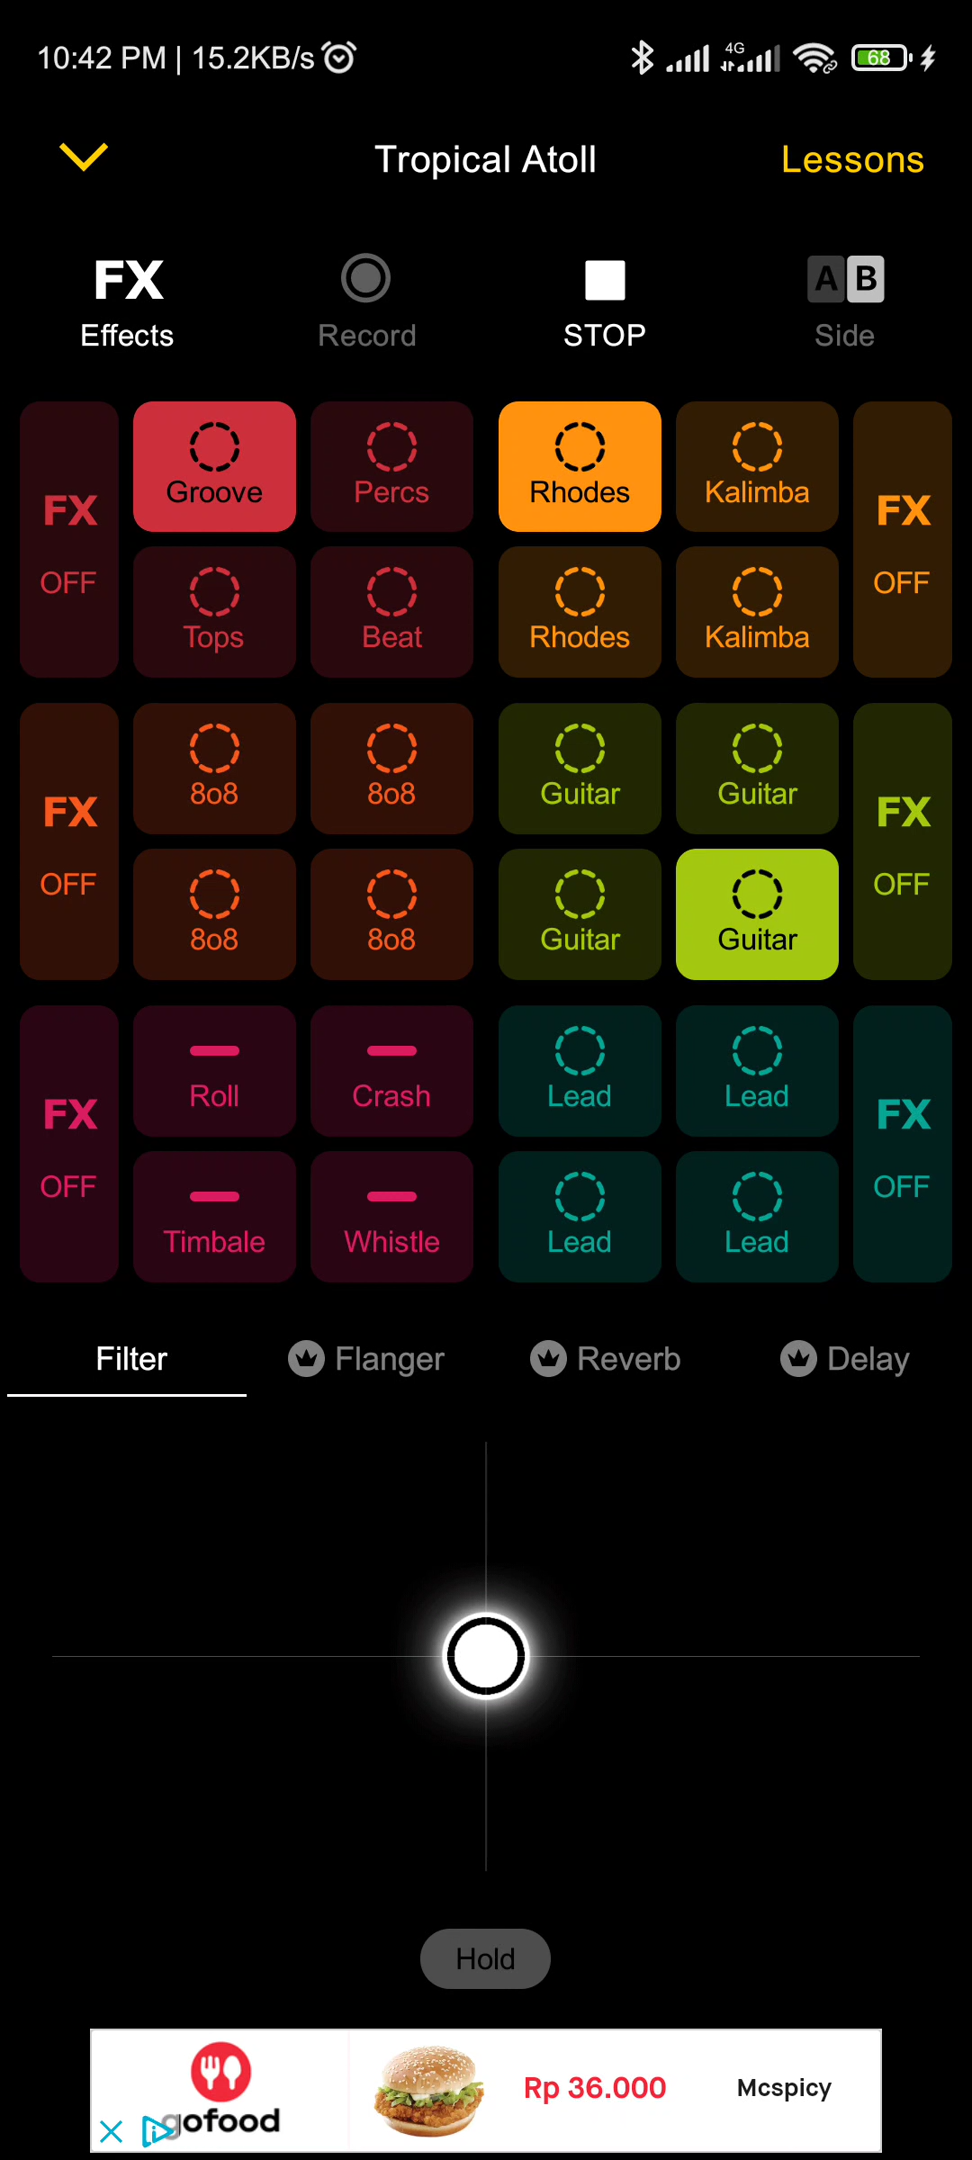 10:42 PM | 15.2KB/s
4G
68
Tropical Atoll
Lessons
FX
Effects
Record
STOP
A B
Side
FX
OFF
Groove
Percs
Rhodes
Kalimba
FX
OFF
Tops
Beat
Rhodes
Kalimba
FX
OFF
8o8
8o8
Guitar
Guitar
FX
OFF
8o8
8o8
Guitar
Guitar
FX
OFF
Roll
Crash
Lead
Lead
FX
OFF
Timbale
Whistle
Lead
Lead
Filter
Flanger
Reverb
Delay
Hold
gofood
Rp 36.000
Mcspicy